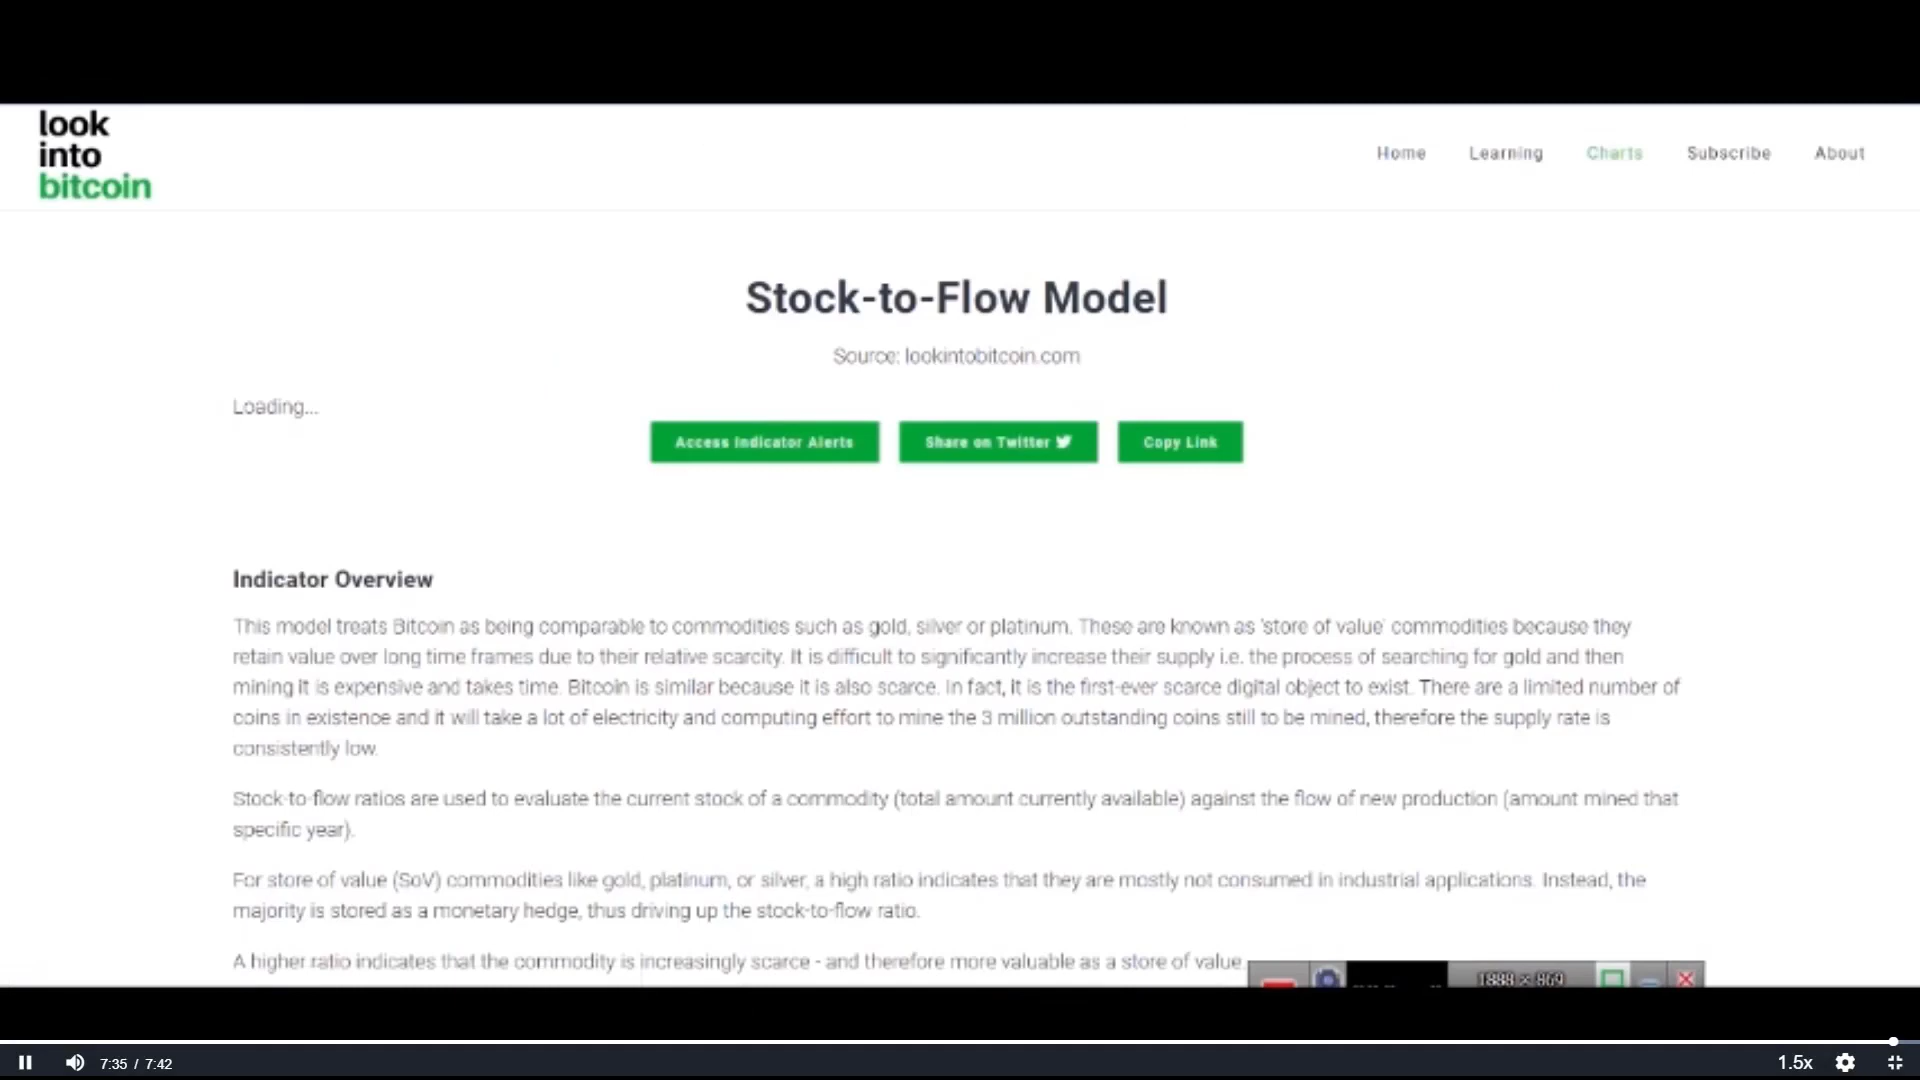 look
into
bitcoin
Home Learning Charts Subscribe About
Stock-to-Flow Model
Source: lookintobitcoin.com
Loading...
Access Indicator Alerts Share on Twitter Copy Link
Indicator Overview
This model treats Bitcoin as being comparable to commodities such as gold, silver or platinum. These are known as 'store of value' commodities because they
retain value over long time frames due to their relative scarcity. It is difficult to significantly increase their supply i.e. the process of searching for gold and then
mining it is expensive and takes time. Bitcoin is similar because it is also scarce. In fact, it is the first-ever scarce digital object to exist. There are a limited number of
coins in existence and it will take a lot of electricity and computing effort to mine the 3 million outstanding coins still to be mined, therefore the supply rate is
consistently low.
Stock-to-flow ratios are used to evaluate the current stock of a commodity (total amount currently available) against the flow of new production (amount mined that
specific year).
For store of value (SoV) commodities like gold, platinum, or silver, a high ratio indicates that they are mostly not consumed in industrial applications. Instead, the
majority is stored as a monetary hedge, thus driving up the stock-to-flow ratio.
A higher ratio indicates that the commodity is increasingly scarce - and therefore more valuable as a store of value.
1888 x 869
7:35 / 7:42 1.5x